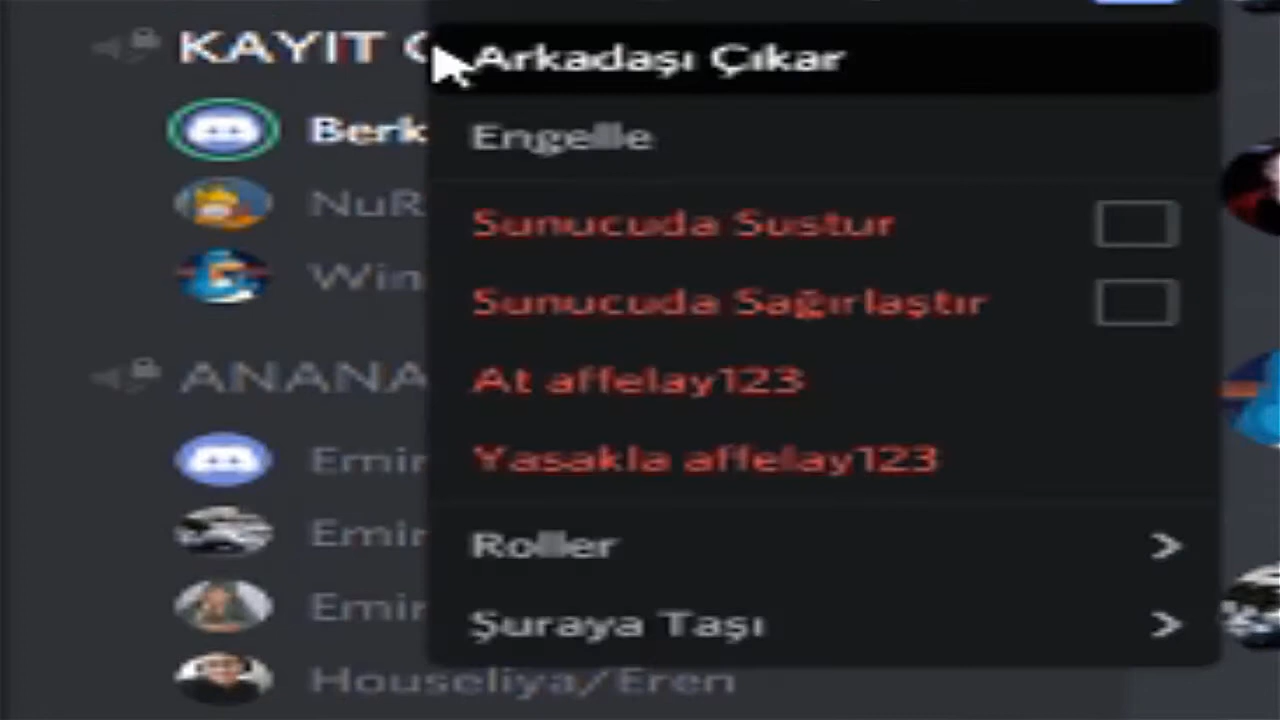 KAYIT
Arkadaşı Çıkar
Berk
Engelle
NuR
Sunucuda Sustur
Win
Sunucuda Sağırlaştır
ANANA
At affelay123
Emir
Yasakla affelay123
Emir
Roller
Emir
Şuraya Taşı
Houseliya/Eren